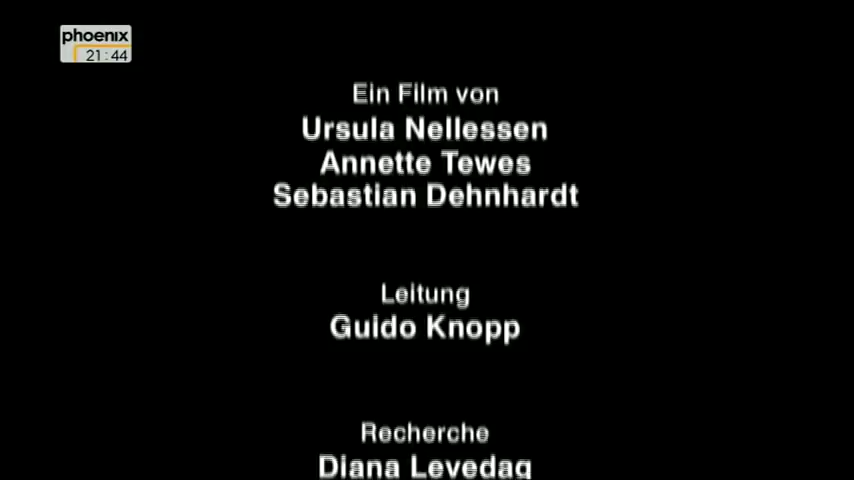 phoenix
21:44
Ein Film von
Ursula Nellessen
Annette Tewes
Sebastian Dehnhardt
Leitung
Guido Knopp
Recherche
Diana Levedag